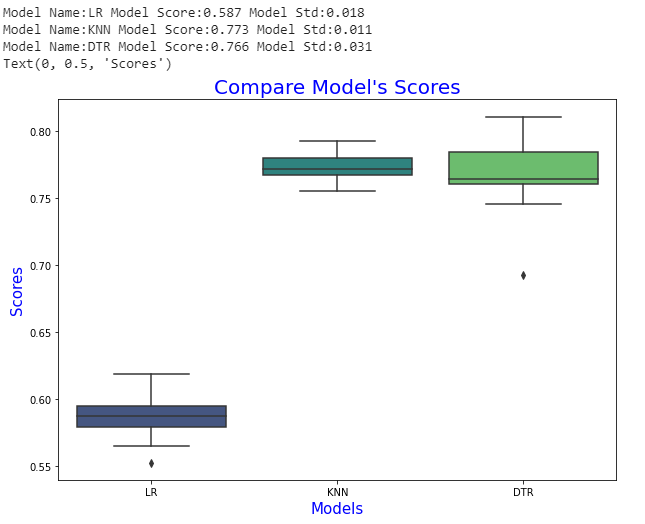 Model Name:LR Model Score:0.587 Model Std:0.018
Model Name:KNN Model Score:0.773 Model Std:0.011
Model Name:DTR Model Score:0.766 Model Std:0.031
Text(0, 0.5, 'Scores')
Compare Model's Scores
0.80
0.75
0.70
0.65
0.60
0.55
Scores
LR KNN DTR
Models